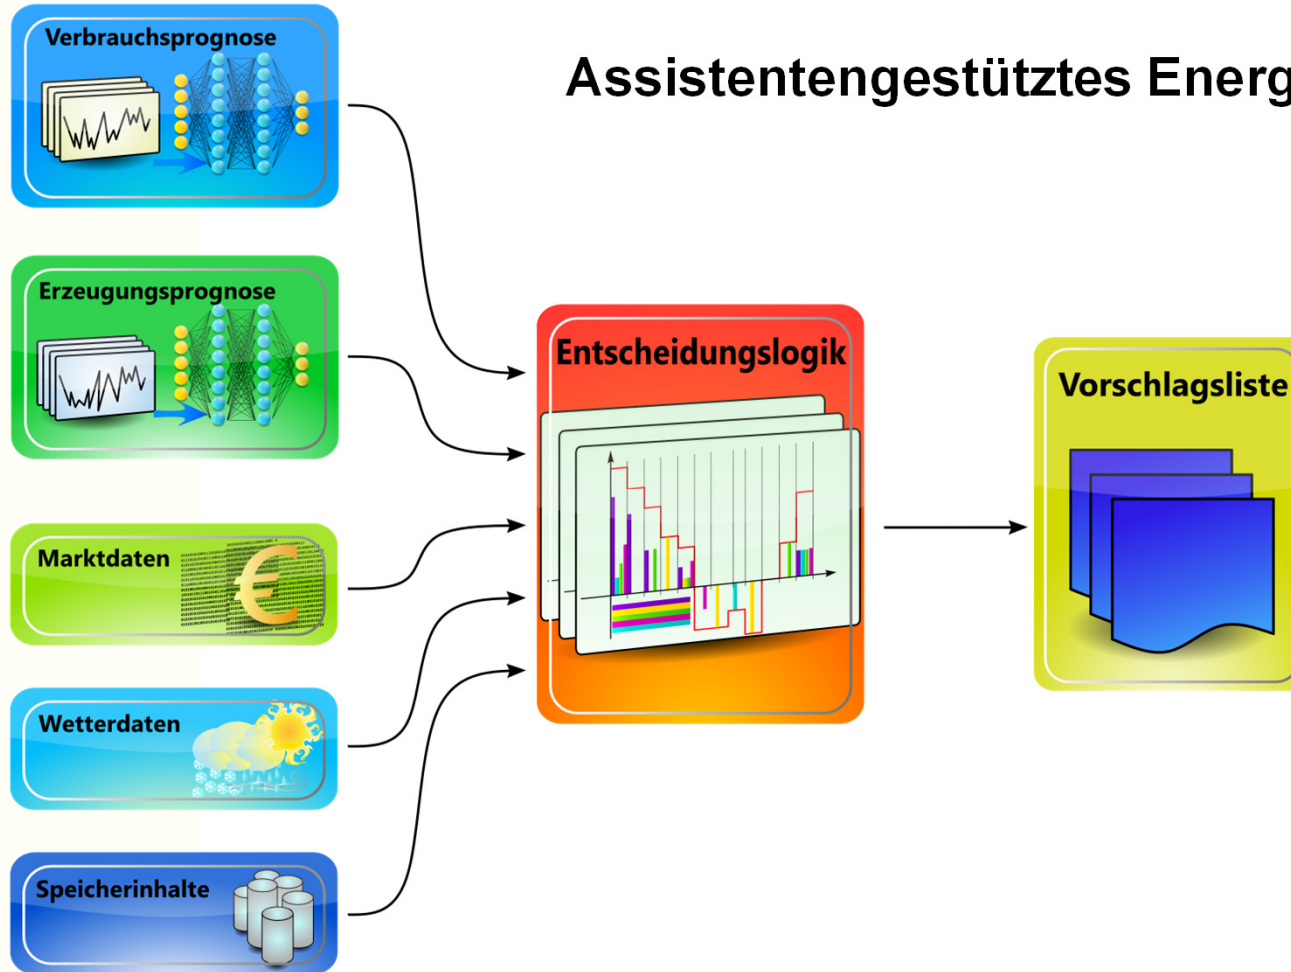 Verbrauchsprognose
Assistentengestütztes Energ
Erzeugungsprognose
Entscheidungslogik
Vorschlagsliste
Marktdaten
€
Wetterdaten
Speicherinhalte